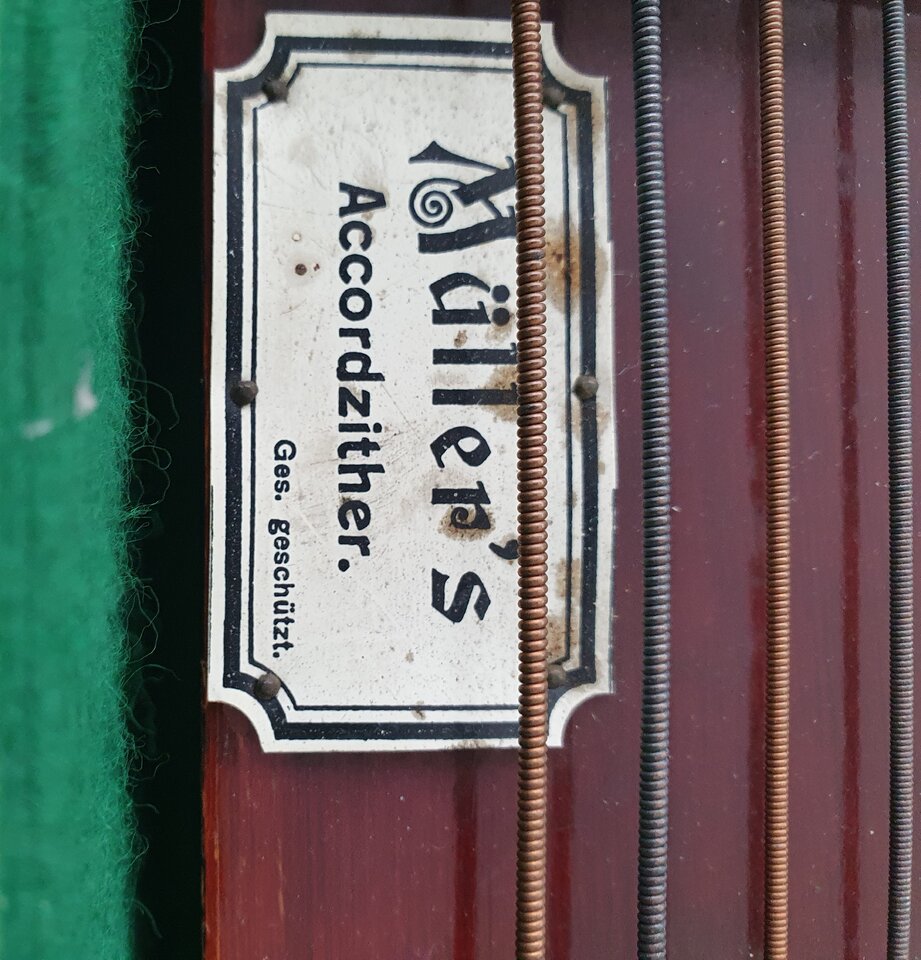 Müller's
Accordzither.
Ges. geschützt.